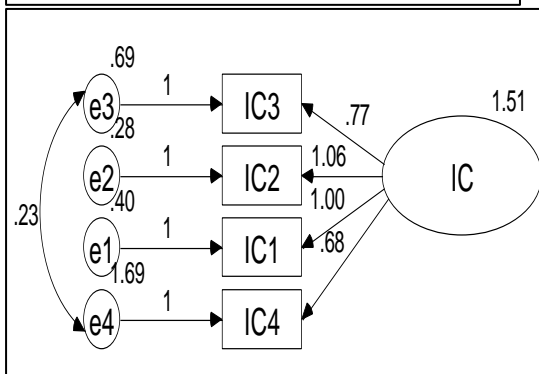 .69
1.51
e3 1 IC3 .77
.28
e2 1 IC2 1.06 IC
.40 1.00
.23
e1 1 IC1 .68
1.69
e4 1 IC4